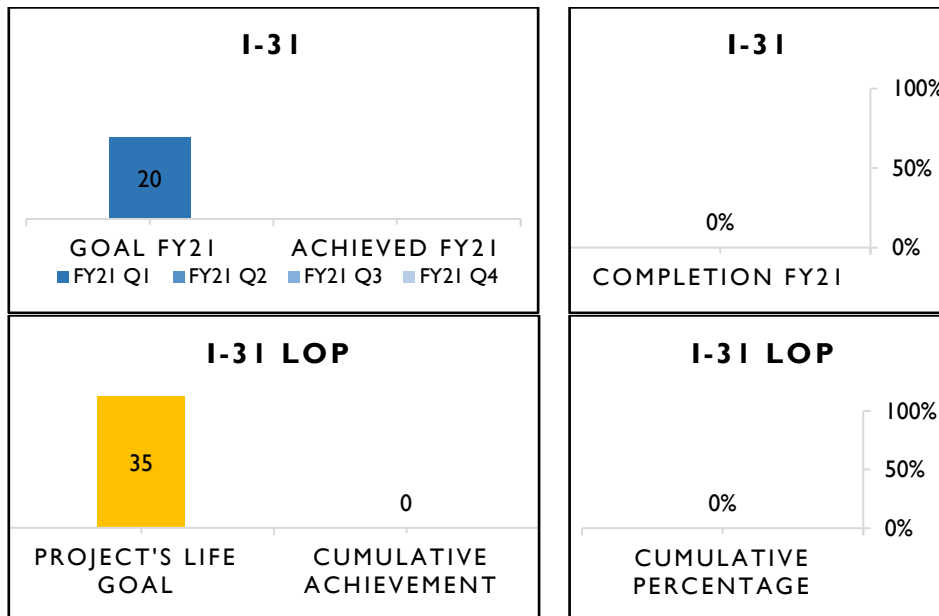 I-31
20
GOAL FY21 ACHIEVED FY21
FY21 Q1 FY21 Q2 FY21 Q3 FY21 Q4
I-31
100%
50%
0%
0%
COMPLETION FY21
I-31 LOP
35
0
PROJECT'S LIFE GOAL
CUMULATIVE ACHIEVEMENT
I-31 LOP
100%
50%
0%
0%
CUMULATIVE
PERCENTAGE